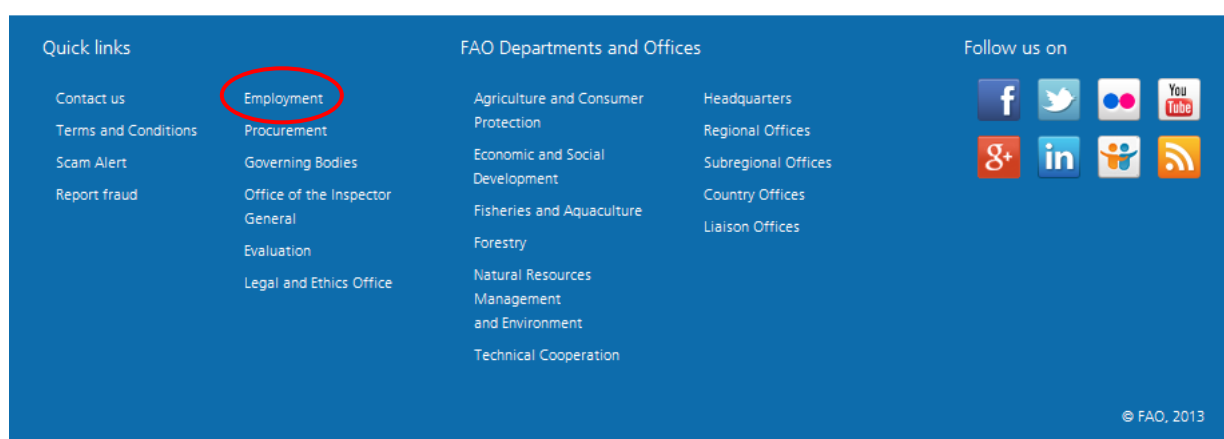 Quick links
Contact us
Terms and Conditions
Scam Alert
Report fraud
Employment
Procurement
Governing Bodies
Office of the Inspector
General
Evaluation
Legal and Ethics Office
FAO Departments and Offices
Agriculture and Consumer
Protection
Economic and Social
Development
Fisheries and Aquaculture
Forestry
Natural Resources
Management
and Environment
Technical Cooperation
Headquarters
Regional Offices
Subregional Offices
Country Offices
Liaison Offices
Follow us on
f
You
Tube
g+
in
© FAO, 2013